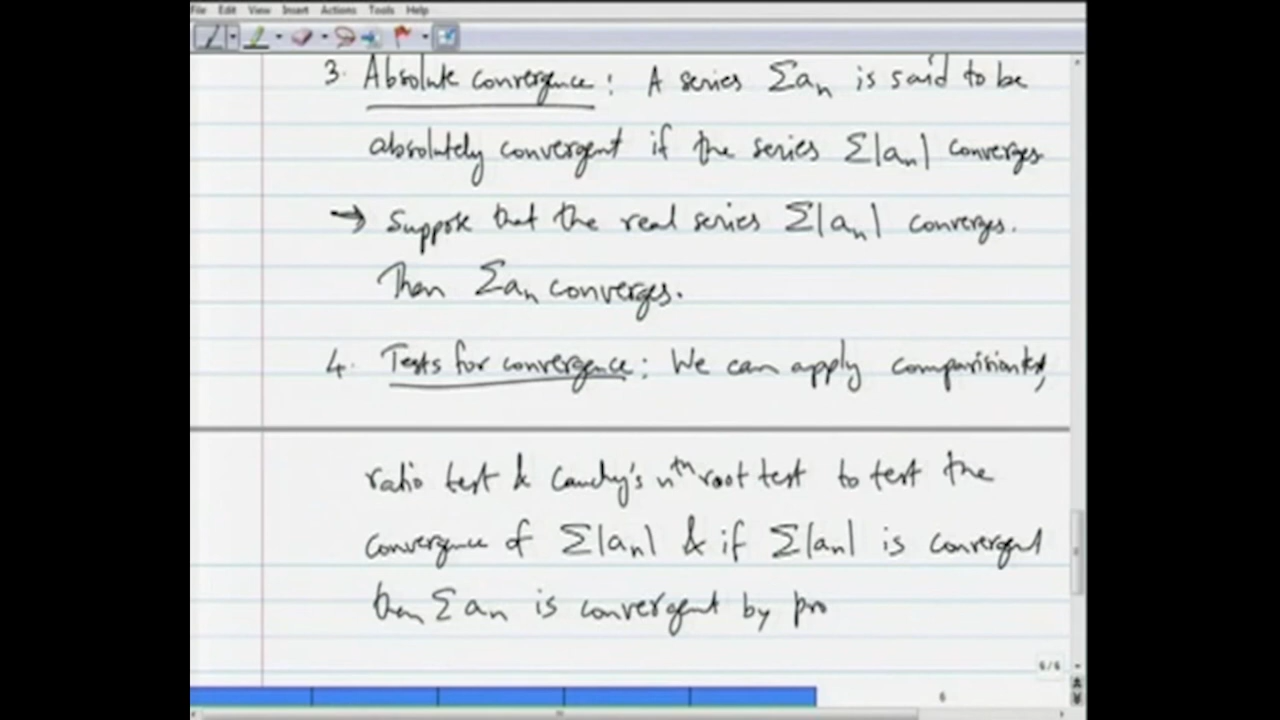 File Edit View Insert Actions Tools Help
3. Absolute convergence : A series Σaₙ is said to be
absolutely convergent if the series Σ|aₙ| converges
→ Suppose that the real series Σ|aₙ| converges.
Then Σaₙ converges.
4. Tests for convergence : We can apply comparision test,
ratio test & Cauchy's nᵗʰ root test to test the
convergence of Σ|aₙ| & if Σ|aₙ| is convergent
then Σaₙ is convergent by pro
6/6
6